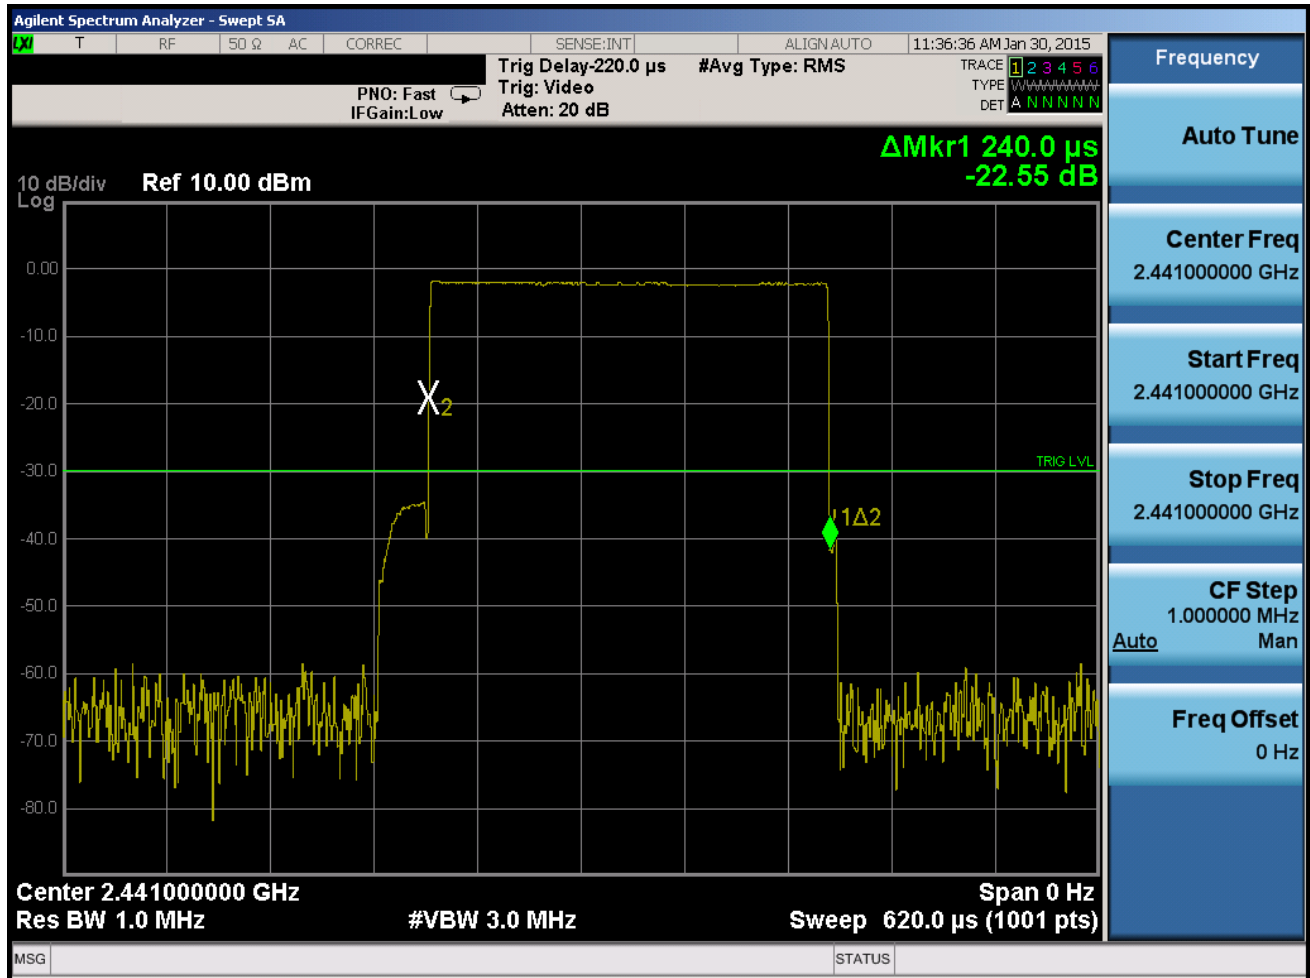 Agilent Spectrum Analyzer - Swept SA
LXI T RF 50 Ω AC CORREC SENSE:INT ALIGN AUTO 11:36:36 AM Jan 30, 2015
Trig Delay-220.0 µs #Avg Type: RMS TRACE 1 2 3 4 5 6
PNO: Fast Trig: Video TYPE WWWWWW
IFGain:Low Atten: 20 dB DET A N N N N N
ΔMkr1 240.0 µs
-22.55 dB
10 dB/div Ref 10.00 dBm
Log
0.00
-10.0
-20.0
X2
-30.0
TRIG LVL
1Δ2
-40.0
-50.0
-60.0
-70.0
-80.0
Center 2.441000000 GHz Span 0 Hz
Res BW 1.0 MHz #VBW 3.0 MHz Sweep 620.0 µs (1001 pts)
MSG STATUS
Frequency
Auto Tune
Center Freq
2.441000000 GHz
Start Freq
2.441000000 GHz
Stop Freq
2.441000000 GHz
CF Step
1.000000 MHz
Auto Man
Freq Offset
0 Hz